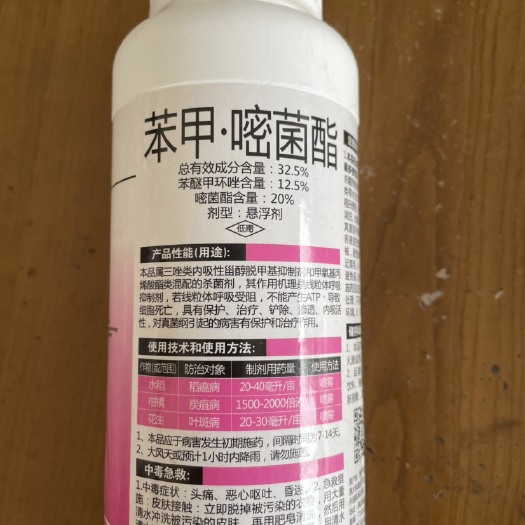 苯甲·嘧菌酯
总有效成分含量：32.5%
苯醚甲环唑含量：12.5%
嘧菌酯含量：20%
剂型：悬浮剂
低毒
产品性能(用途)：
本品属三唑类内吸性甾醇脱甲基抑制剂和甲氧基丙
烯酸酯类混配的杀菌剂，其作用机理是线粒体呼吸
抑制剂，若线粒体呼吸受阻，不能产生ATP，导致
细胞死亡，具有保护、治疗、铲除、渗透、内吸活
性，对真菌纲引起的病害有保护和治疗作用。
使用技术和使用方法：
作物(或范围) 防治对象 制剂用药量 使用方法
水稻 稻瘟病 20-40毫升/亩 喷雾
柑橘 炭疽病 1500-2000倍液 喷雾
花生 叶斑病 20-30毫升/亩 喷雾
1、本品应于病害发生初期施药，间隔时间为7-14天。
2、大风天或预计1小时内降雨，请勿施药。
中毒急救：
1.中毒症状：头痛、恶心呕吐、昏迷。2.急救措
施：皮肤接触：立即脱掉被污染的衣物，用大量
清水冲洗被污染的皮肤，再用肥皂清洗